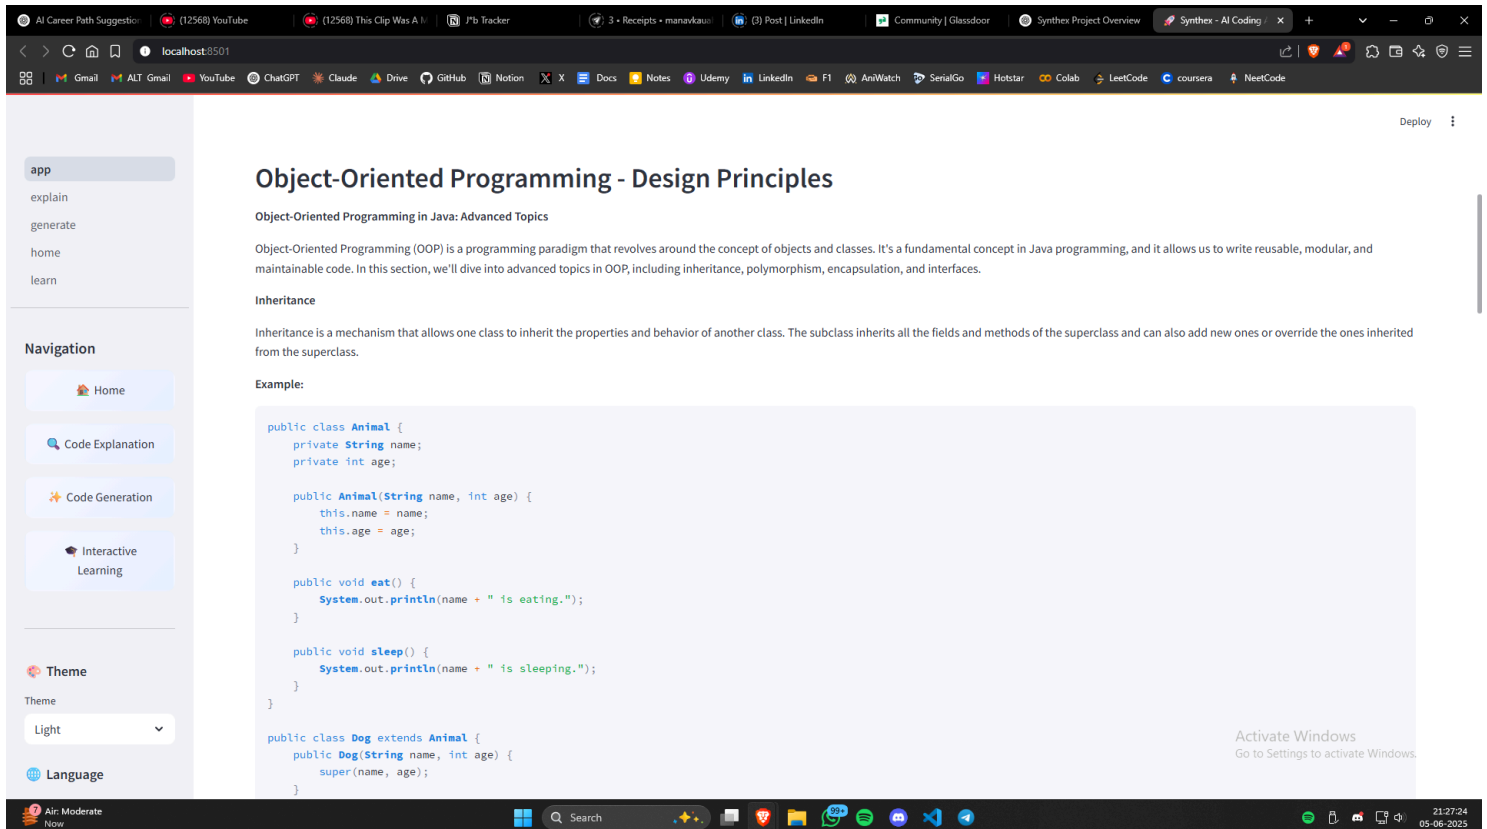 AI Career Path Suggestion
(12568) YouTube
(12568) This Clip Was A M
J*b Tracker
3 • Receipts • manavkaual
(3) Post | LinkedIn
Community | Glassdoor
Synthex Project Overview
Synthex - AI Coding A
localhost:8501
Gmail
ALT Gmail
YouTube
ChatGPT
Claude
Drive
GitHub
Notion
X
Docs
Notes
Udemy
LinkedIn
F1
AniWatch
SerialGo
Hotstar
Colab
LeetCode
coursera
NeetCode
Deploy
app
explain
generate
home
learn
Navigation
Home
Code Explanation
Code Generation
Interactive
Learning
Theme
Theme
Light
Language
Object-Oriented Programming - Design Principles
Object-Oriented Programming in Java: Advanced Topics
Object-Oriented Programming (OOP) is a programming paradigm that revolves around the concept of objects and classes. It's a fundamental concept in Java programming, and it allows us to write reusable, modular, and
maintainable code. In this section, we'll dive into advanced topics in OOP, including inheritance, polymorphism, encapsulation, and interfaces.
Inheritance
Inheritance is a mechanism that allows one class to inherit the properties and behavior of another class. The subclass inherits all the fields and methods of the superclass and can also add new ones or override the ones inherited
from the superclass.
Example:
public class Animal {
private String name;
private int age;
public Animal(String name, int age) {
this.name = name;
this.age = age;
}
public void eat() {
System.out.println(name + " is eating.");
}
public void sleep() {
System.out.println(name + " is sleeping.");
}
}
public class Dog extends Animal {
public Dog(String name, int age) {
super(name, age);
}
Activate Windows
Go to Settings to activate Windows.
7
Air: Moderate
Now
Search
99+
21:27:24
05-06-2025